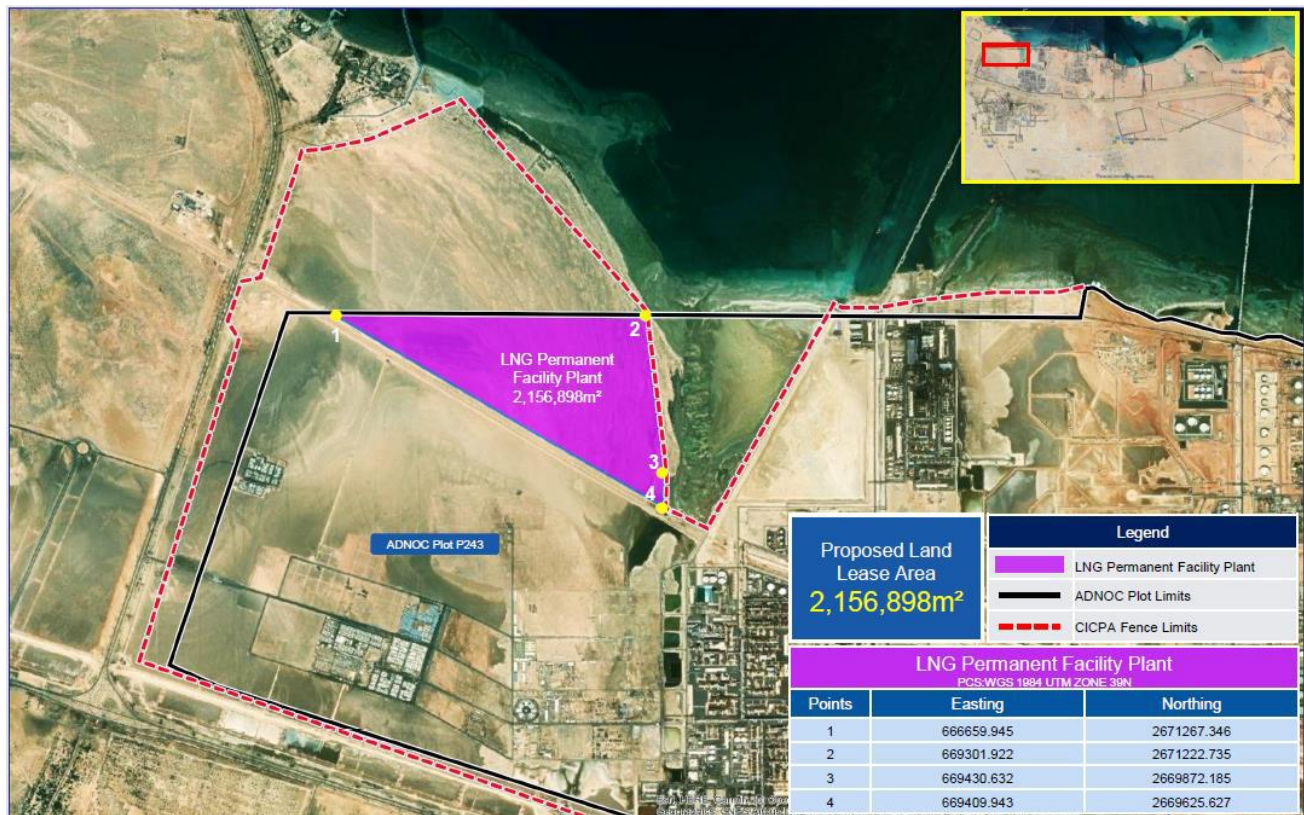 1
2
LNG Permanent
Facility Plant
2,156,898m²
3
4
ADNOC Plot P243
Proposed Land
Lease Area
2,156,898m²
Legend
LNG Permanent Facility Plant
ADNOC Plot Limits
CICPA Fence Limits
LNG Permanent Facility Plant
PCS:WGS 1984 UTM ZONE 39N
Points Easting Northing
1 666659.945 2671267.346
2 669301.922 2671222.735
3 669430.632 2669872.185
4 669409.943 2669625.627